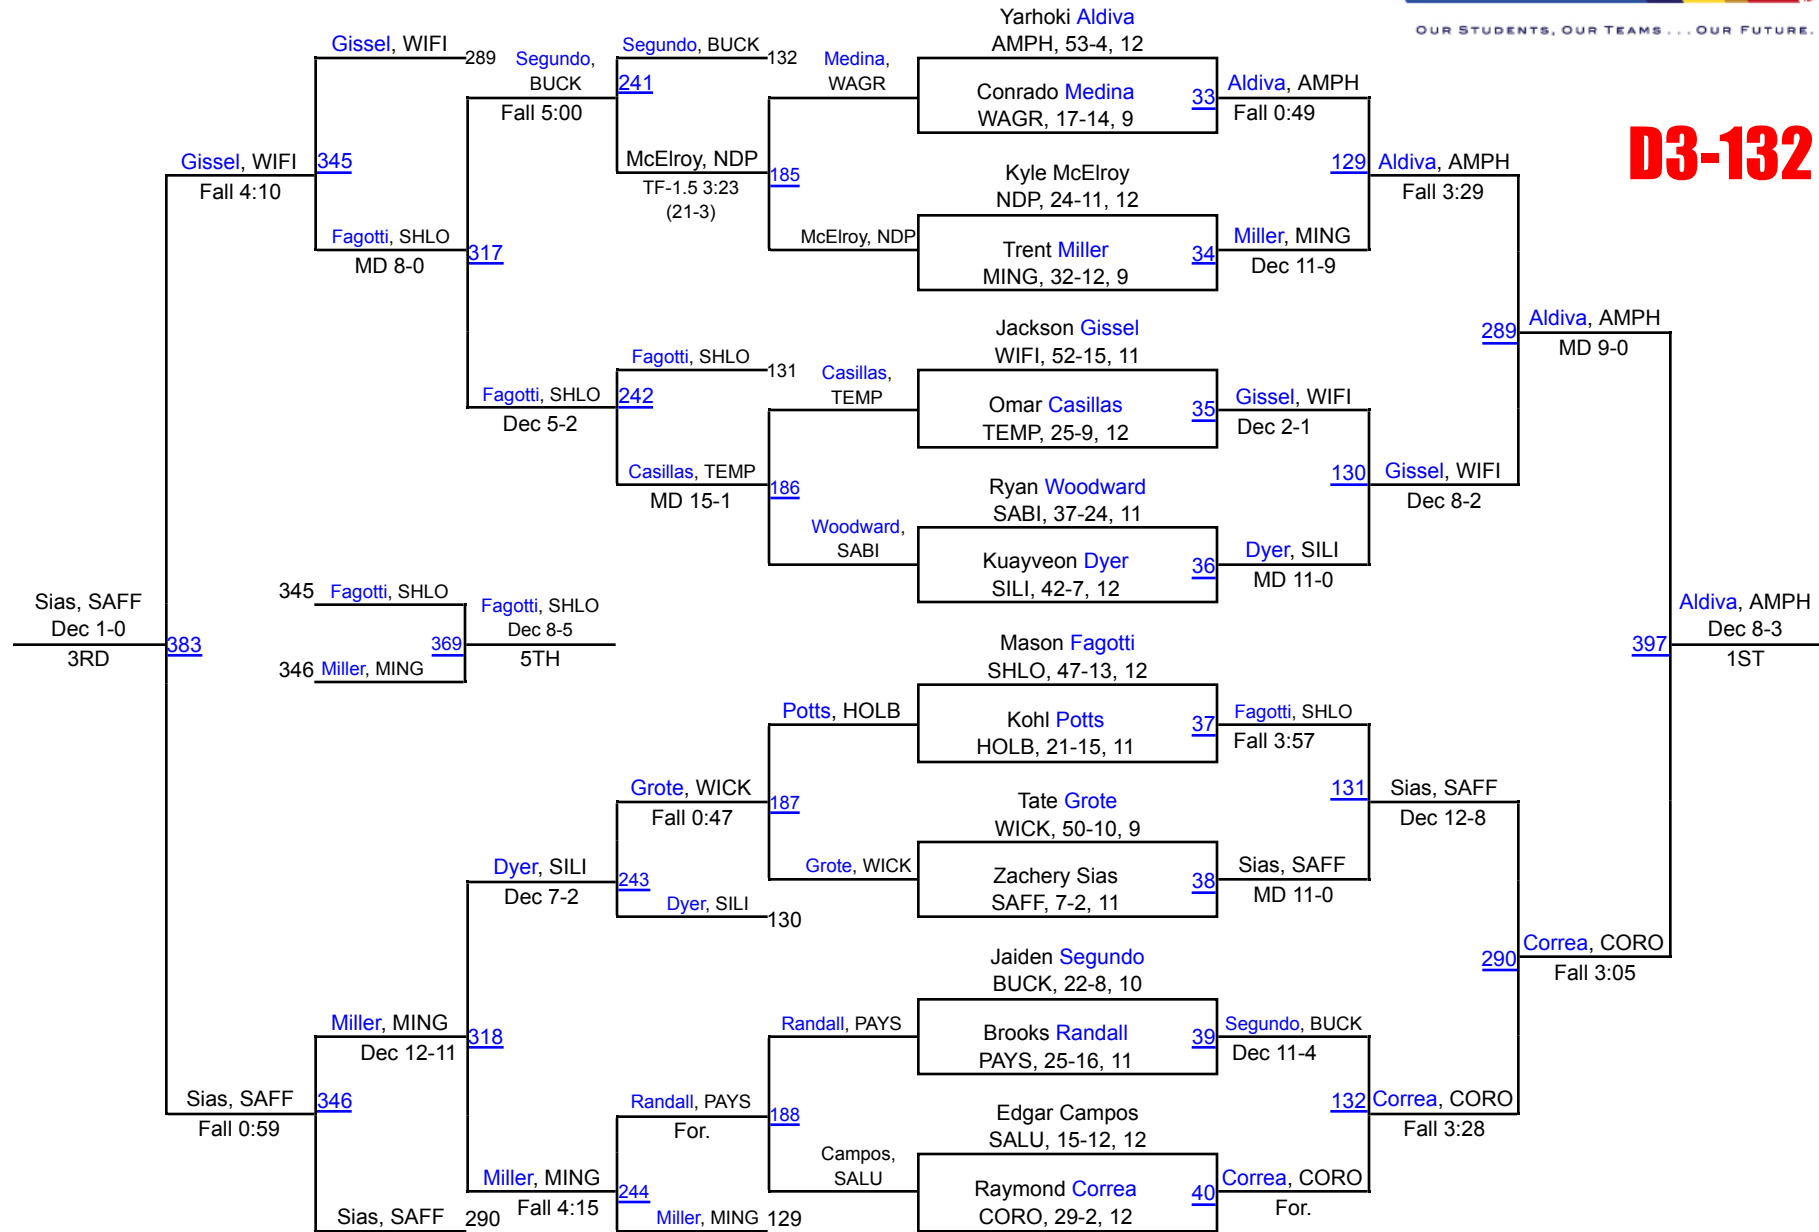 OUR STUDENTS, OUR TEAMS . . . OUR FUTURE.
D3-132
Gissel, WIFI
289
Segundo,
BUCK
Fall 5:00
Segundo, BUCK
132
241
Medina,
WAGR
Yarhoki Aldiva
AMPH, 53-4, 12
Conrado Medina
WAGR, 17-14, 9
33
Aldiva, AMPH
Fall 0:49
Gissel, WIFI
Fall 4:10
345
McElroy, NDP
TF-1.5 3:23
(21-3)
185
Kyle McElroy
NDP, 24-11, 12
129
Aldiva, AMPH
Fall 3:29
Fagotti, SHLO
MD 8-0
317
McElroy, NDP
Trent Miller
MING, 32-12, 9
34
Miller, MING
Dec 11-9
Jackson Gissel
WIFI, 52-15, 11
289
Aldiva, AMPH
MD 9-0
Fagotti, SHLO
131
Fagotti, SHLO
Dec 5-2
242
Casillas,
TEMP
Omar Casillas
TEMP, 25-9, 12
35
Gissel, WIFI
Dec 2-1
Casillas, TEMP
MD 15-1
186
Ryan Woodward
SABI, 37-24, 11
130
Gissel, WIFI
Dec 8-2
Woodward,
SABI
Kuayveon Dyer
SILI, 42-7, 12
36
Dyer, SILI
MD 11-0
Sias, SAFF
Dec 1-0
3RD
383
345
Fagotti, SHLO
346
Miller, MING
369
Fagotti, SHLO
Dec 8-5
5TH
Mason Fagotti
SHLO, 47-13, 12
397
Aldiva, AMPH
Dec 8-3
1ST
Potts, HOLB
Kohl Potts
HOLB, 21-15, 11
37
Fagotti, SHLO
Fall 3:57
Grote, WICK
Fall 0:47
187
Tate Grote
WICK, 50-10, 9
131
Sias, SAFF
Dec 12-8
Dyer, SILI
Dec 7-2
243
Grote, WICK
Zachery Sias
SAFF, 7-2, 11
38
Sias, SAFF
MD 11-0
Dyer, SILI
130
Jaiden Segundo
BUCK, 22-8, 10
290
Correa, CORO
Fall 3:05
Miller, MING
Dec 12-11
318
Randall, PAYS
Brooks Randall
PAYS, 25-16, 11
39
Segundo, BUCK
Dec 11-4
Sias, SAFF
Fall 0:59
346
Randall, PAYS
For.
188
Edgar Campos
SALU, 15-12, 12
132
Correa, CORO
Fall 3:28
Miller, MING
Fall 4:15
244
Campos,
SALU
Raymond Correa
CORO, 29-2, 12
40
Correa, CORO
For.
Sias, SAFF
290
Miller, MING
129